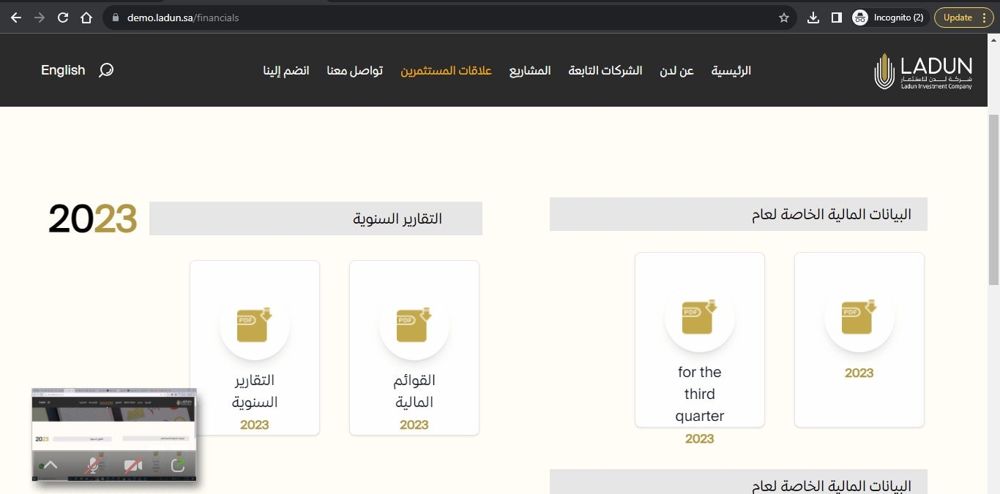 demo.ladun.sa/financials
Incognito (2)
Update
LADUN
شركة لدن للاستثمار
Ladun Investment Company
الرئيسية
عن لدن
الشركات التابعة
المشاريع
علاقات المستثمرين
تواصل معنا
انضم إلينا
English
البيانات المالية الخاصة لعام
PDF
2023
PDF
for the
third
quarter
2023
التقارير السنوية
2023
PDF
القوائم
المالية
2023
PDF
التقارير
السنوية
2023
البيانات المالية الخاصة لعام
LADUN
2023